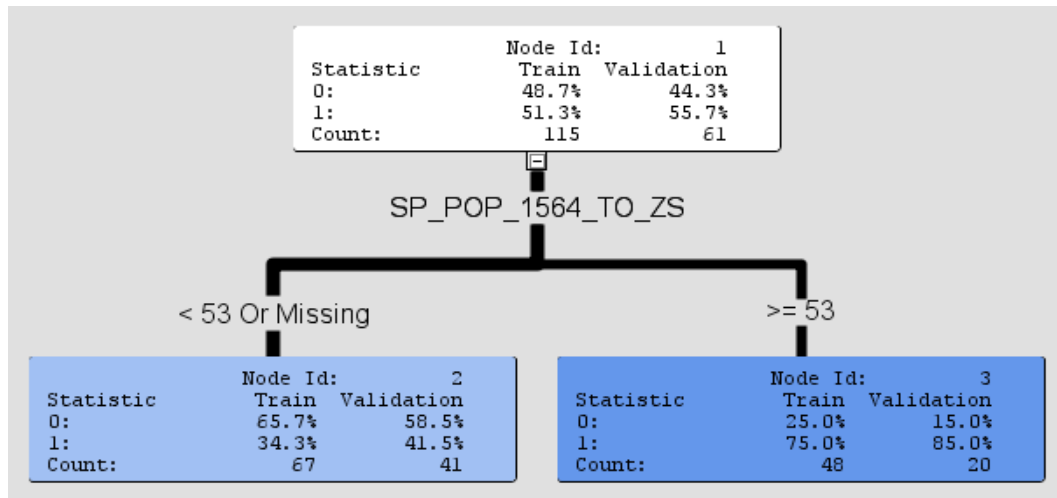 Node Id: 1
Statistic Train Validation
0: 48.7% 44.3%
1: 51.3% 55.7%
Count: 115 61
SP_POP_1564_TO_ZS
< 53 Or Missing
>= 53
Node Id: 2
Statistic Train Validation
0: 65.7% 58.5%
1: 34.3% 41.5%
Count: 67 41
Node Id: 3
Statistic Train Validation
0: 25.0% 15.0%
1: 75.0% 85.0%
Count: 48 20